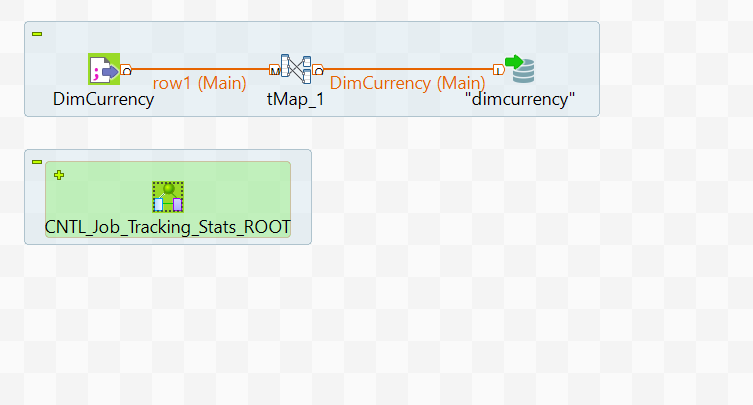 row1 (Main)
DimCurrency (Main)
DimCurrency
tMap_1
"dimcurrency"
CNTL_Job_Tracking_Stats_ROOT